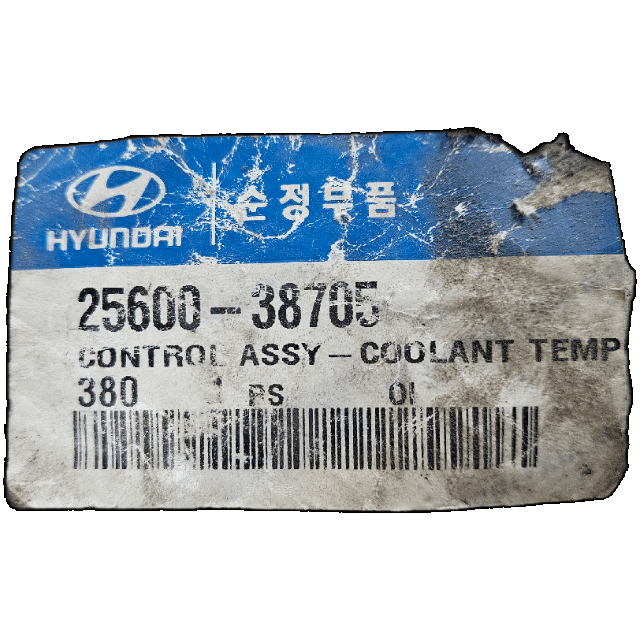 HYUNDAI 순정부품
25600-38705
CONTROL ASSY-COOLANT TEMP
380 1 PS